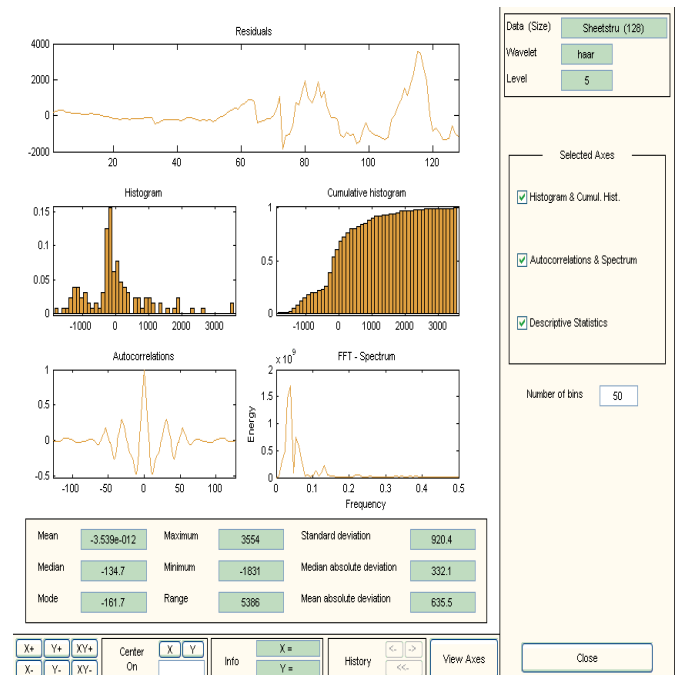 Residuals
4000
2000
0
-2000
20 40 60 80 100 120
Histogram
0.15
0.1
0.05
0
-1000 0 1000 2000 3000
Cumulative histogram
1
0.5
0
-1000 0 1000 2000 3000
Autocorrelations
1
0.5
0
-0.5
-100 -50 0 50 100
FFT - Spectrum
x 10^9
2
1.5
1
0.5
0
Energy
0 0.1 0.2 0.3 0.4 0.5
Frequency
Mean -3.539e-012 Maximum 3554 Standard deviation 920.4
Median -134.7 Minimum -1831 Median absolute deviation 332.1
Mode -161.7 Range 5386 Mean absolute deviation 635.5
X+ Y+ XY+
X- Y- XY-
Center
On
X Y
Info
X =
Y =
History
<- ->
<<-
View Axes
Data (Size) Sheetstru (128)
Wavelet haar
Level 5
Selected Axes
Histogram & Cumul. Hist.
Autocorrelations & Spectrum
Descriptive Statistics
Number of bins 50
Close